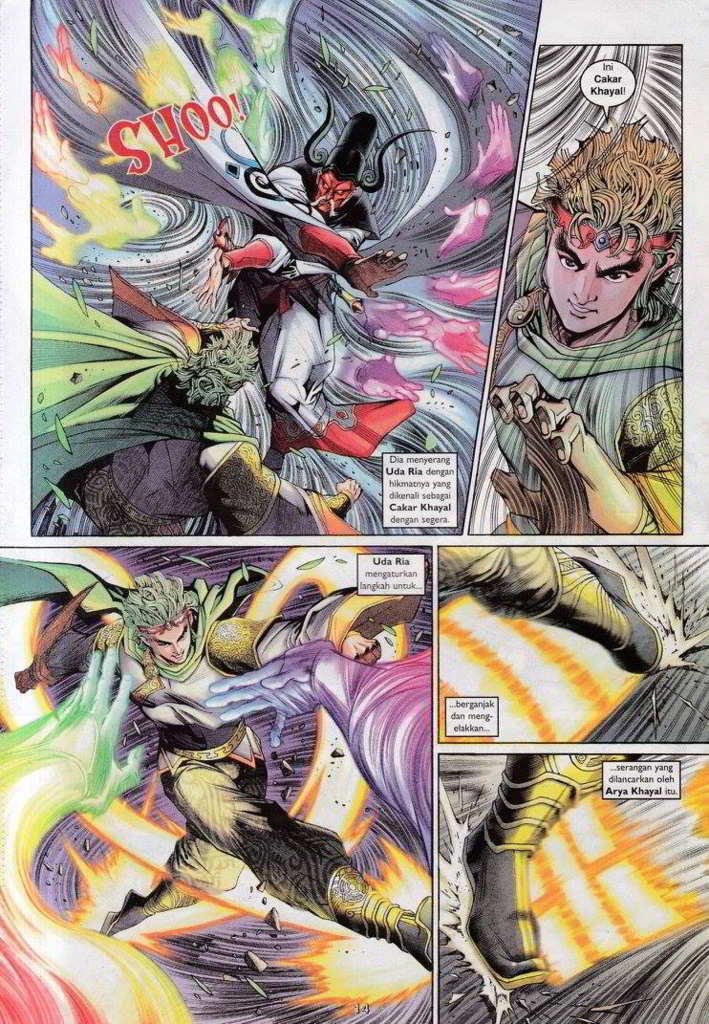 SHOO!
Dia menyerang
Uda Ria dengan
hikmatnya yang
dikenali sebagai
Cakar Khayal
dengan segera.
Ini
Cakar
Khayal!
Uda Ria
mengaturkan
langkah untuk...
...berganjak
dan meng-
elakkan...
...serangan yang
dilancarkan oleh
Arya Khayal itu.
14